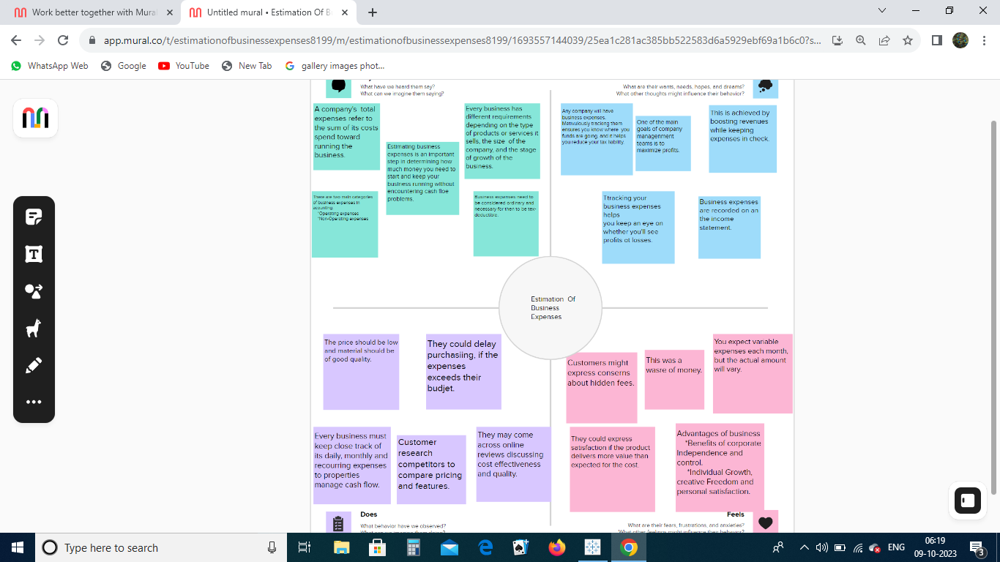 Work better together with Mural
Untitled mural • Estimation Of B
app.mural.co/t/estimationofbusinessexpenses8199/m/estimationofbusinessexpenses8199/1693557144039/25ea1c281ac385bb522583d6a5929ebf69a1b6c0?s...
WhatsApp Web
Google
YouTube
New Tab
gallery images phot...
What have we heard them say?
What can we imagine them saying?
What are their wants, needs, hopes, and dreams?
What other thoughts might influence their behavior?
A company's total
expenses refer to
the sum of its costs
spend toward
running the
business.
Estimating business
expenses is an important
step in determining how
much money you need to
start and keep your
business running without
encountering cash floe
problems.
Every business has
different requirements
depending on the type
of products or services it
sells, the size of the
company, and the stage
of growth of the
business.
There are two main categories
of business expenses in
acounting.
*Operating expenses
*Non-Operating expenses
Business expanses need to
be considered ordinary and
necessary for then to be tax-
deductible.
Any company will have
business expenses.
Metivulously tracking them
ensures you know where you
funds are going, and it helps
you reduce your tax liability.
One of the main
goals of company
managenment
teams is to
maximize profits.
This is achieved by
boosting revenues
while keeping
expenses in check.
Ttracking your
business expenses
helps
you keep an eye on
whether you'll see
profits ot losses.
Business expenses
are recorded on an
the income
statement.
Estimation Of
Business
Expenses
The price should be low
and material should be
of good quality.
They could delay
purchasiing, if the
expenses
exceeds their
budjet.
Every business must
keep close track of
its daily, monthly and
recourring expenses
to properties
manage cash flow.
Customer
research
competitors to
compare pricing
and features.
They may come
across online
reviews discussing
cost effectiveness
and quality.
Customers might
express conserns
about hidden fees.
This was a
wasre of money.
You expect variable
expenses each month,
but the actual amount
will vary.
They could express
satisfaction if the product
delivers more value than
expected for the cost.
Advantages of business
*Benefits of corporate
Independence and
control.
*Individual Growth,
creative Freedom and
personal satisfaction.
Does
What behavior have we observed?
Feels
What are their fears, frustrations, and anxieties?
What other feelings might influence their behavior?
Type here to search
ENG
06:19
09-10-2023
3